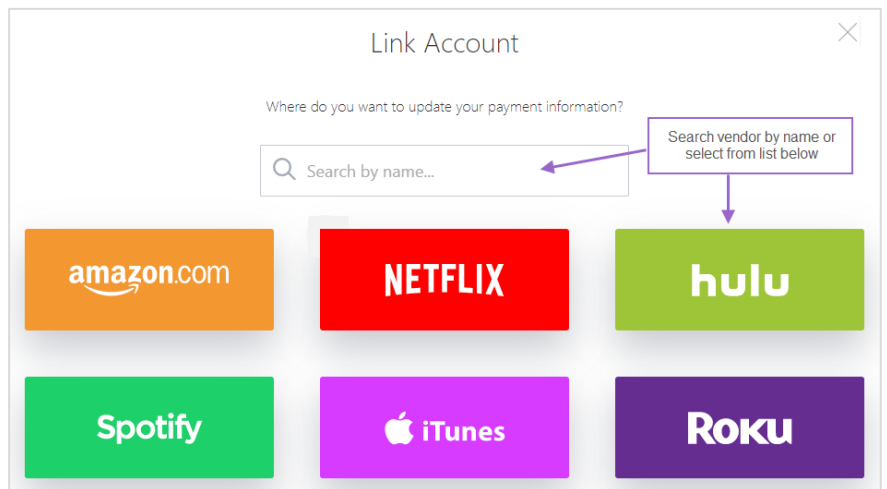 Link Account
Where do you want to update your payment information?
Search vendor by name or
select from list below
Search by name...
amazon.com
NETFLIX
hulu
Spotify
iTunes
ROKU